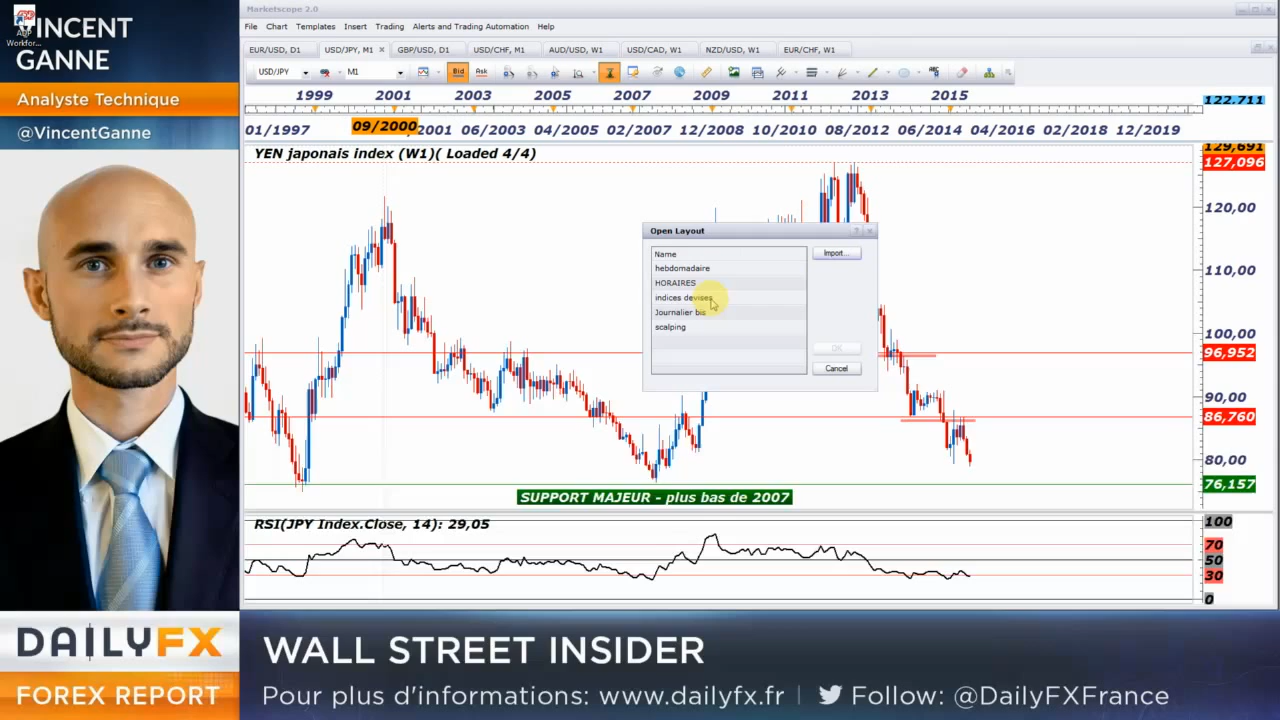 VINCENT
GANNE
Analyste Technique
@VincentGanne
Marketscope 2.0
File Chart Templates Insert Trading Alerts and Trading Automation Help
EUR/USD, D1 USD/JPY, M1 GBP/USD, D1 USD/CHF, M1 AUD/USD, W1 USD/CAD, W1 NZD/USD, W1 EUR/CHF, W1
USD/JPY M1 Bid Ask
1999 2001 2003 2005 2007 2009 2011 2013 2015
122,711
01/1997 09/2000 2001 06/2003 04/2005 02/2007 12/2008 10/2010 08/2012 06/2014 04/2016 02/2018 12/2019
YEN japonais index (W1)( Loaded 4/4)
129,691
127,096
120,00
110,00
100,00
96,952
90,00
86,760
80,00
76,157
Open Layout
Name
hebdomadaire
HORAIRES
indices devises
Journalier bis
scalping
Import...
OK
Cancel
SUPPORT MAJEUR - plus bas de 2007
RSI(JPY Index.Close, 14): 29,05
100
70
50
30
0
DAILYFX
FOREX REPORT
WALL STREET INSIDER
Pour plus d'informations: www.dailyfx.fr | Follow: @DailyFXFrance